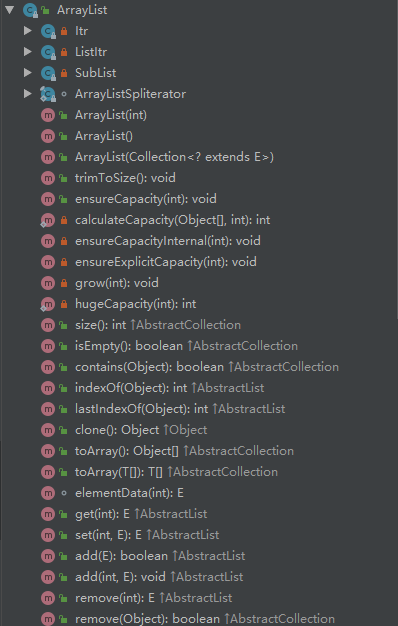 ArrayList
Itr
ListItr
SubList
ArrayListSpliterator
m ArrayList(int)
m ArrayList()
m ArrayList(Collection<? extends E>)
m trimToSize(): void
m ensureCapacity(int): void
m calculateCapacity(Object[], int): int
m ensureCapacityInternal(int): void
m ensureExplicitCapacity(int): void
m grow(int): void
m hugeCapacity(int): int
m size(): int ↑AbstractCollection
m isEmpty(): boolean ↑AbstractCollection
m contains(Object): boolean ↑AbstractCollection
m indexOf(Object): int ↑AbstractList
m lastIndexOf(Object): int ↑AbstractList
m clone(): Object ↑Object
m toArray(): Object[] ↑AbstractCollection
m toArray(T[]): T[] ↑AbstractCollection
m elementData(int): E
m get(int): E ↑AbstractList
m set(int, E): E ↑AbstractList
m add(E): boolean ↑AbstractList
m add(int, E): void ↑AbstractList
m remove(int): E ↑AbstractList
m remove(Object): boolean ↑AbstractCollection